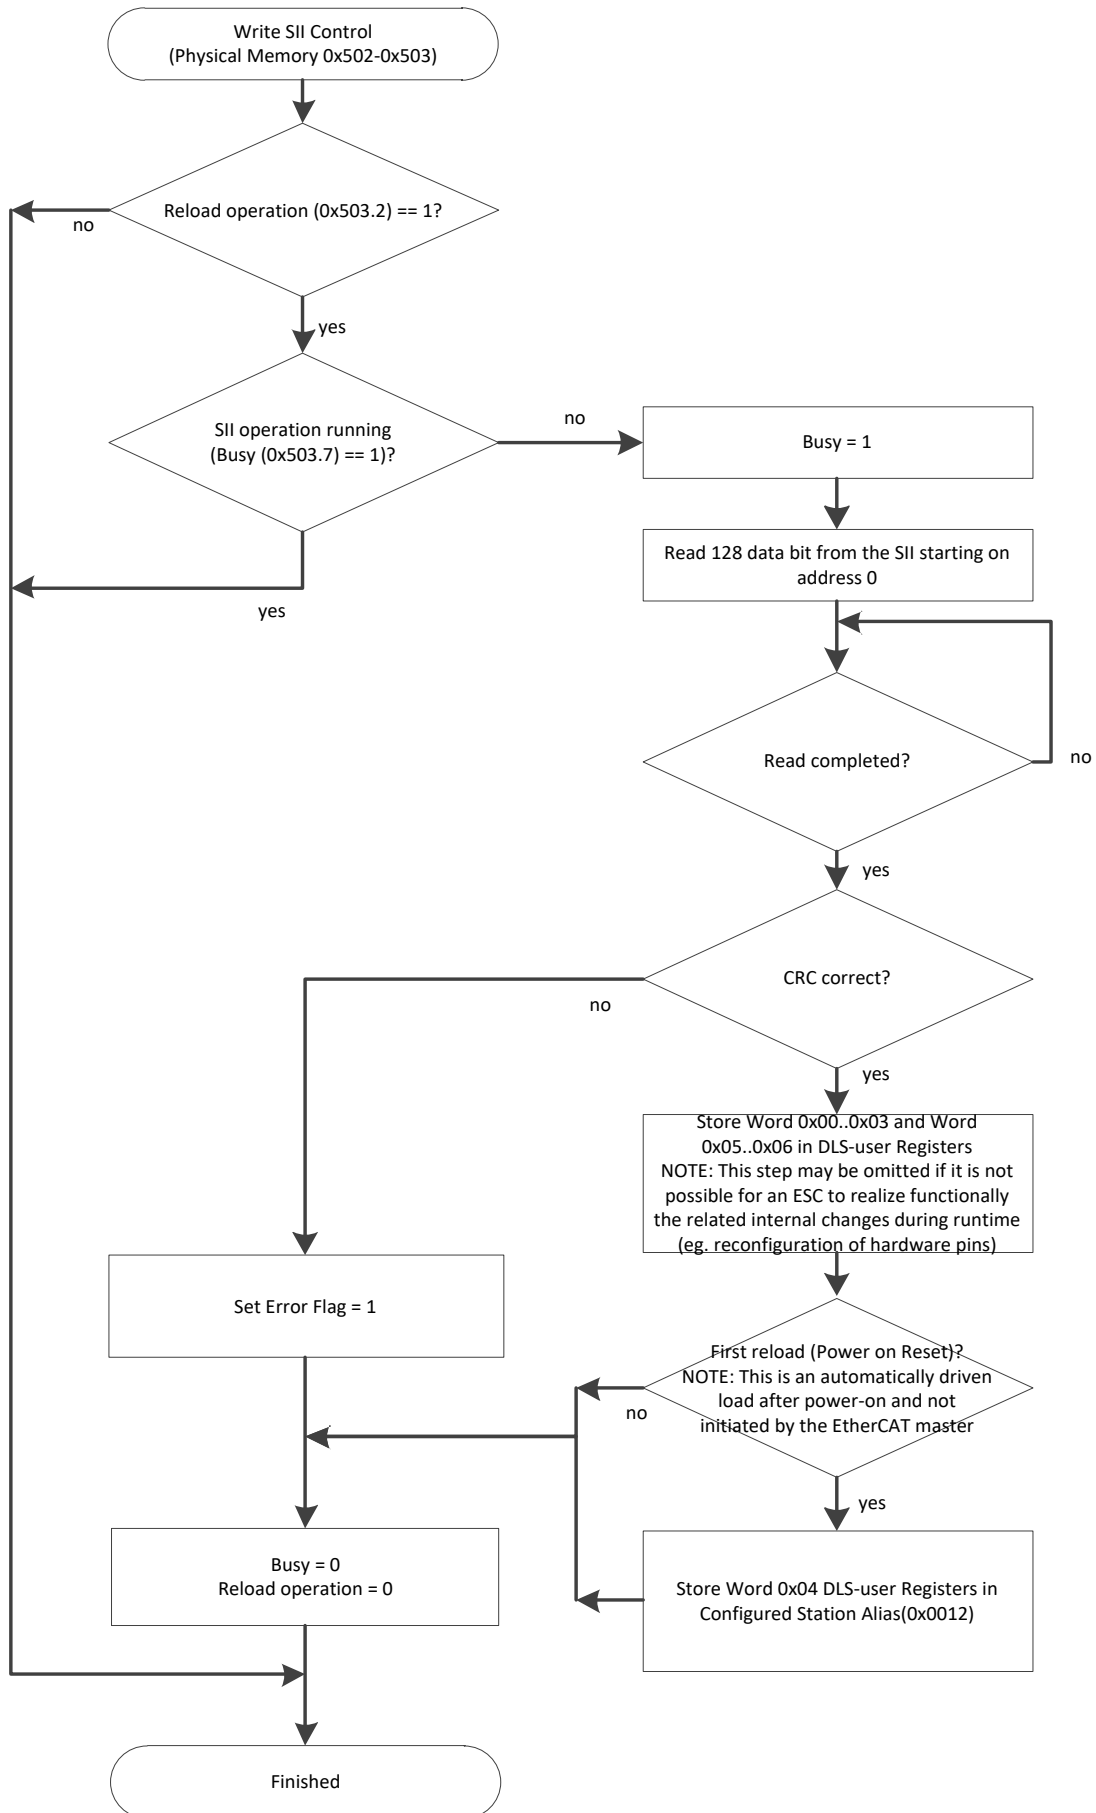 Write SII Control
(Physical Memory 0x502-0x503)
Reload operation (0x503.2) == 1?
no
yes
SII operation running
(Busy (0x503.7) == 1)?
no
yes
Busy = 1
Read 128 data bit from the SII starting on
address 0
Read completed?
no
yes
CRC correct?
no
yes
Store Word 0x00..0x03 and Word
0x05..0x06 in DLS-user Registers
NOTE: This step may be omitted if it is not
possible for an ESC to realize functionally
the related internal changes during runtime
(eg. reconfiguration of hardware pins)
Set Error Flag = 1
First reload (Power on Reset)?
NOTE: This is an automatically driven
load after power-on and not
initiated by the EtherCAT master
no
yes
Busy = 0
Reload operation = 0
Store Word 0x04 DLS-user Registers in
Configured Station Alias(0x0012)
Finished